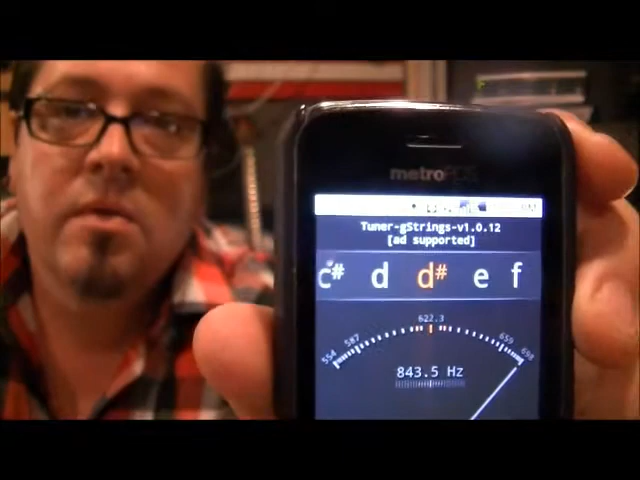 metroPCS
Tuner-gStrings-v1.0.12
[ad supported]
c# d d# e f
622.3
587 659
554 698
843.5 Hz